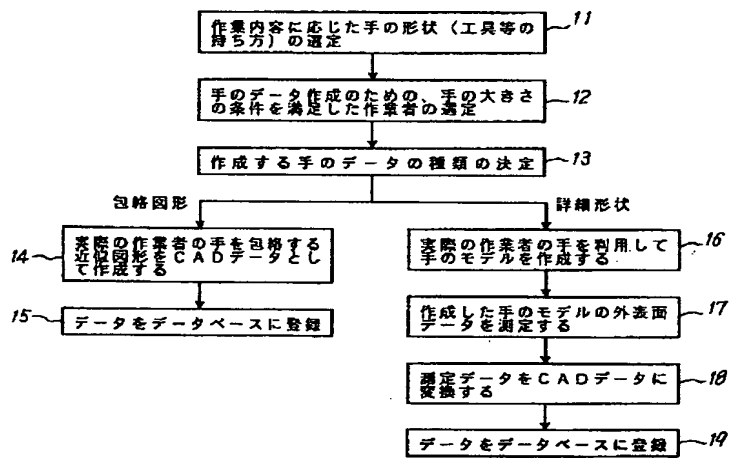 作業内容に応じた手の形状（工具等の
持ち方）の選定
11
手のデータ作成のための、手の大きさ
の条件を満足した作業者の選定
12
作成する手のデータの種類の決定
13
包絡図形
詳細形状
実際の作業者の手を包絡する
近似図形をCADデータとし
て作成する
14
データをデータベースに登録
15
実際の作業者の手を利用して
手のモデルを作成する
16
作成した手のモデルの外表面
データを測定する
17
測定データをCADデータに
変換する
18
データをデータベースに登録
19